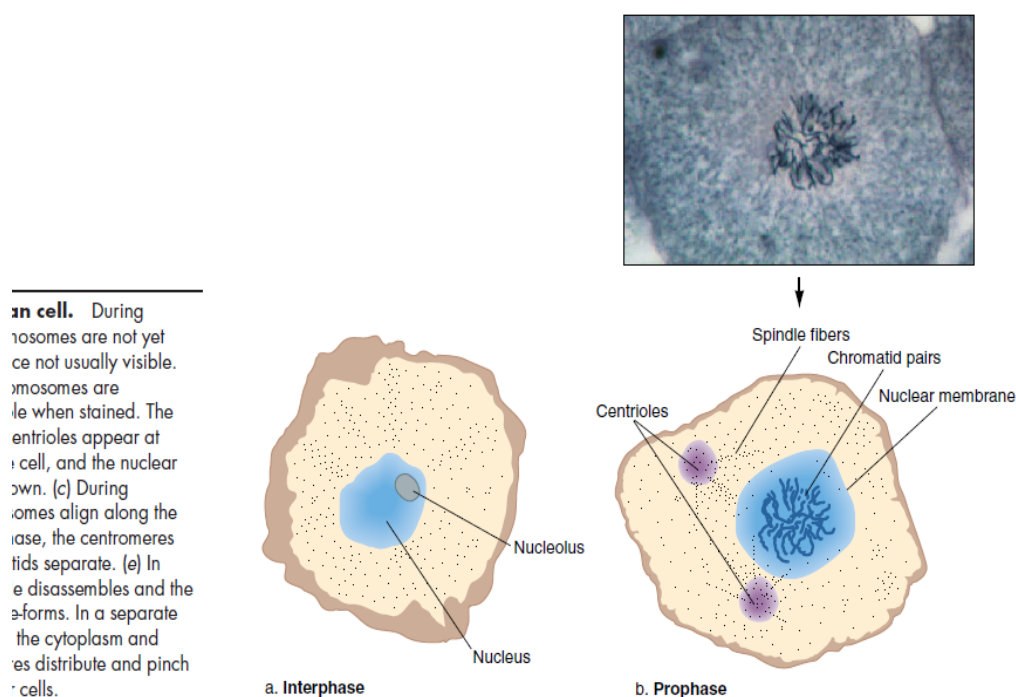 an cell. During
osomes are not yet
ce not usually visible.
omosomes are
le when stained. The
entrioles appear at
cell, and the nuclear
own. (c) During
somes align along the
ase, the centromeres
tids separate. (e) In
e disassembles and the
e-forms. In a separate
the cytoplasm and
es distribute and pinch
r cells.
Nucleolus
Nucleus
a. Interphase
Spindle fibers
Chromatid pairs
Nuclear membrane
Centrioles
b. Prophase